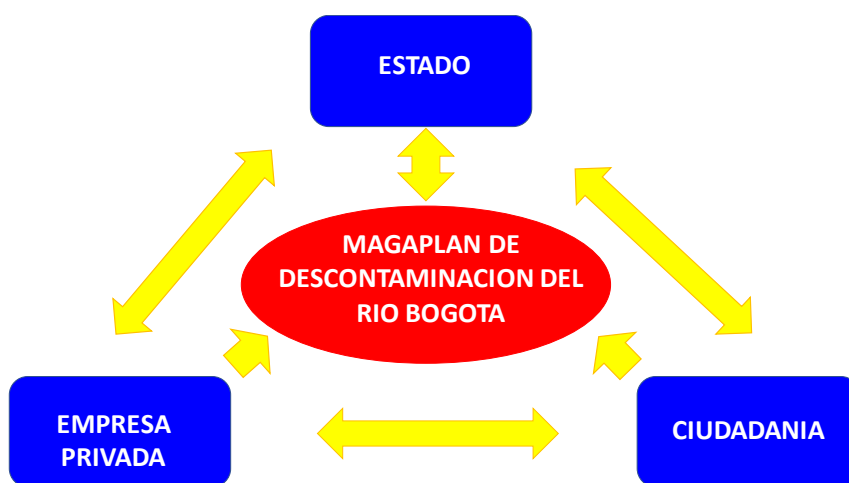 ESTADO
MAGAPLAN DE
DESCONTAMINACION DEL
RIO BOGOTA
EMPRESA
PRIVADA
CIUDADANIA